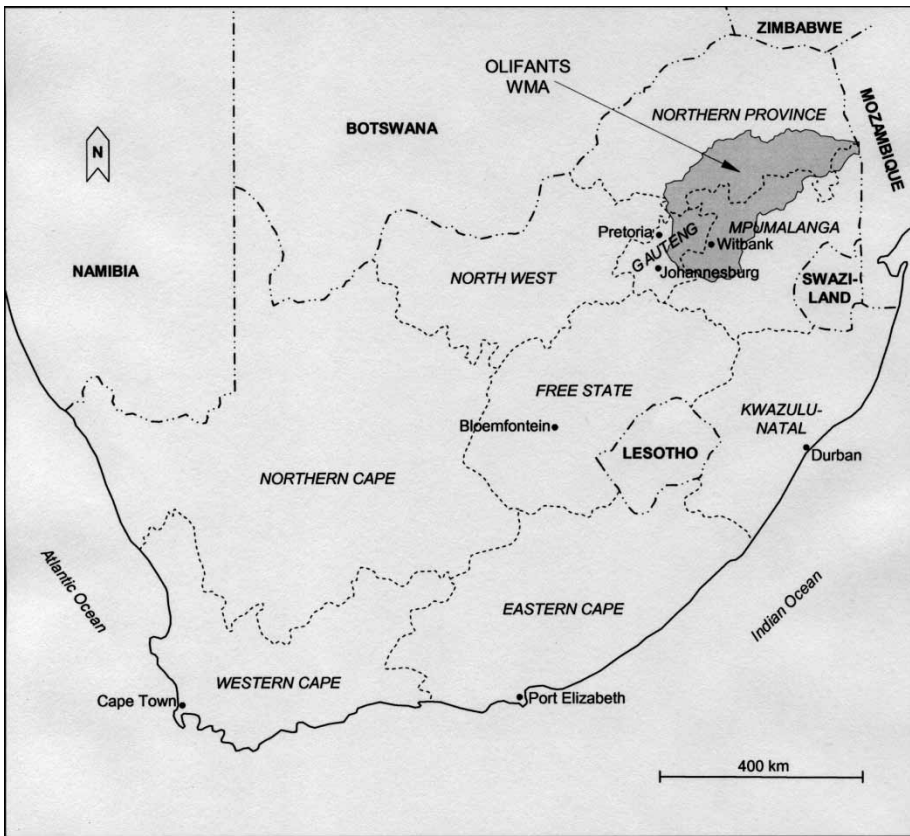 ZIMBABWE
OLIFANTS
WMA
MOZAMBIQUE
NORTHERN PROVINCE
BOTSWANA
N
MPUMALANGA
Pretoria
GAUTENG
Witbank
NAMIBIA
NORTH WEST
Johannesburg
SWAZI-
LAND
FREE STATE
KWAZULU-
NATAL
Bloemfontein
LESOTHO
Durban
NORTHERN CAPE
Atlantic Ocean
EASTERN CAPE
Indian Ocean
WESTERN CAPE
Cape Town
Port Elizabeth
400 km